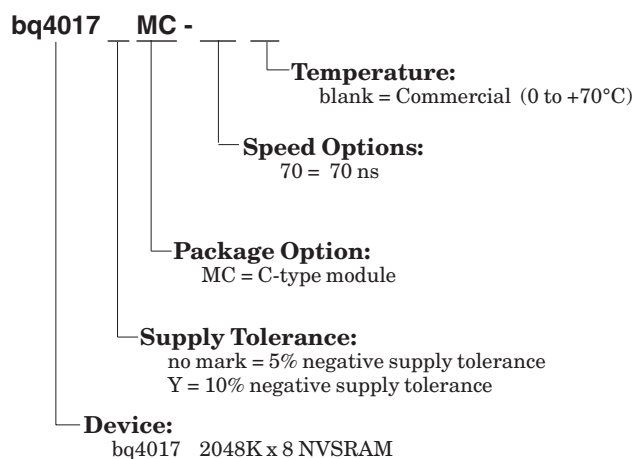 bq4017 MC -
Temperature:
blank = Commercial (0 to +70°C)
Speed Options:
70 = 70 ns
Package Option:
MC = C-type module
Supply Tolerance:
no mark = 5% negative supply tolerance
Y = 10% negative supply tolerance
Device:
bq4017 2048K x 8 NVSRAM